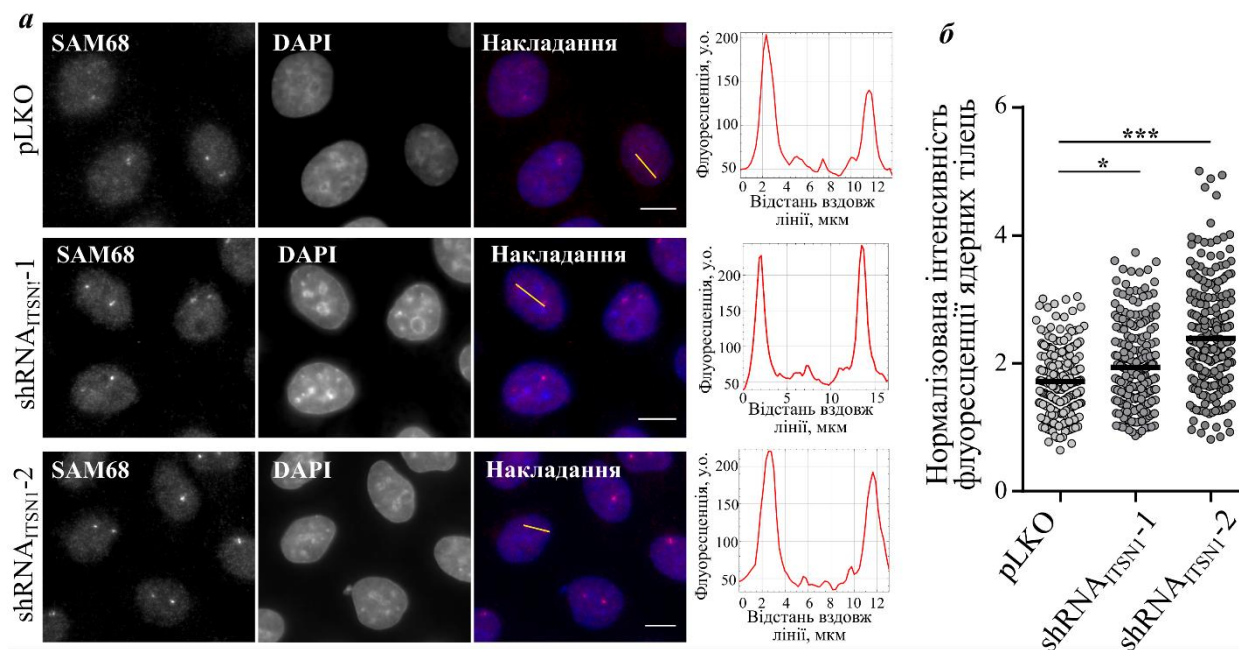 а
SAM68
DAPI
Накладання
pLKO
Флуоресценція, у.о.
200
150
100
50
0 2 4 6 8 10 12
Відстань вздовж
лінії, мкм
SAM68
DAPI
Накладання
shRNAITSN!-1
Флуоресценція, у.о.
200
150
100
50
0 5 10 15
Відстань вздовж
лінії, мкм
SAM68
DAPI
Накладання
shRNAITSN1-2
Флуоресценція, у.о.
200
150
100
50
0 2 4 6 8 10 12
Відстань вздовж
лінії, мкм
б
Нормалізована інтенсивність
флуоресценції ядерних тілець
6
4
2
0
***
*
pLKO
shRNAITSN1-1
shRNAITSN1-2